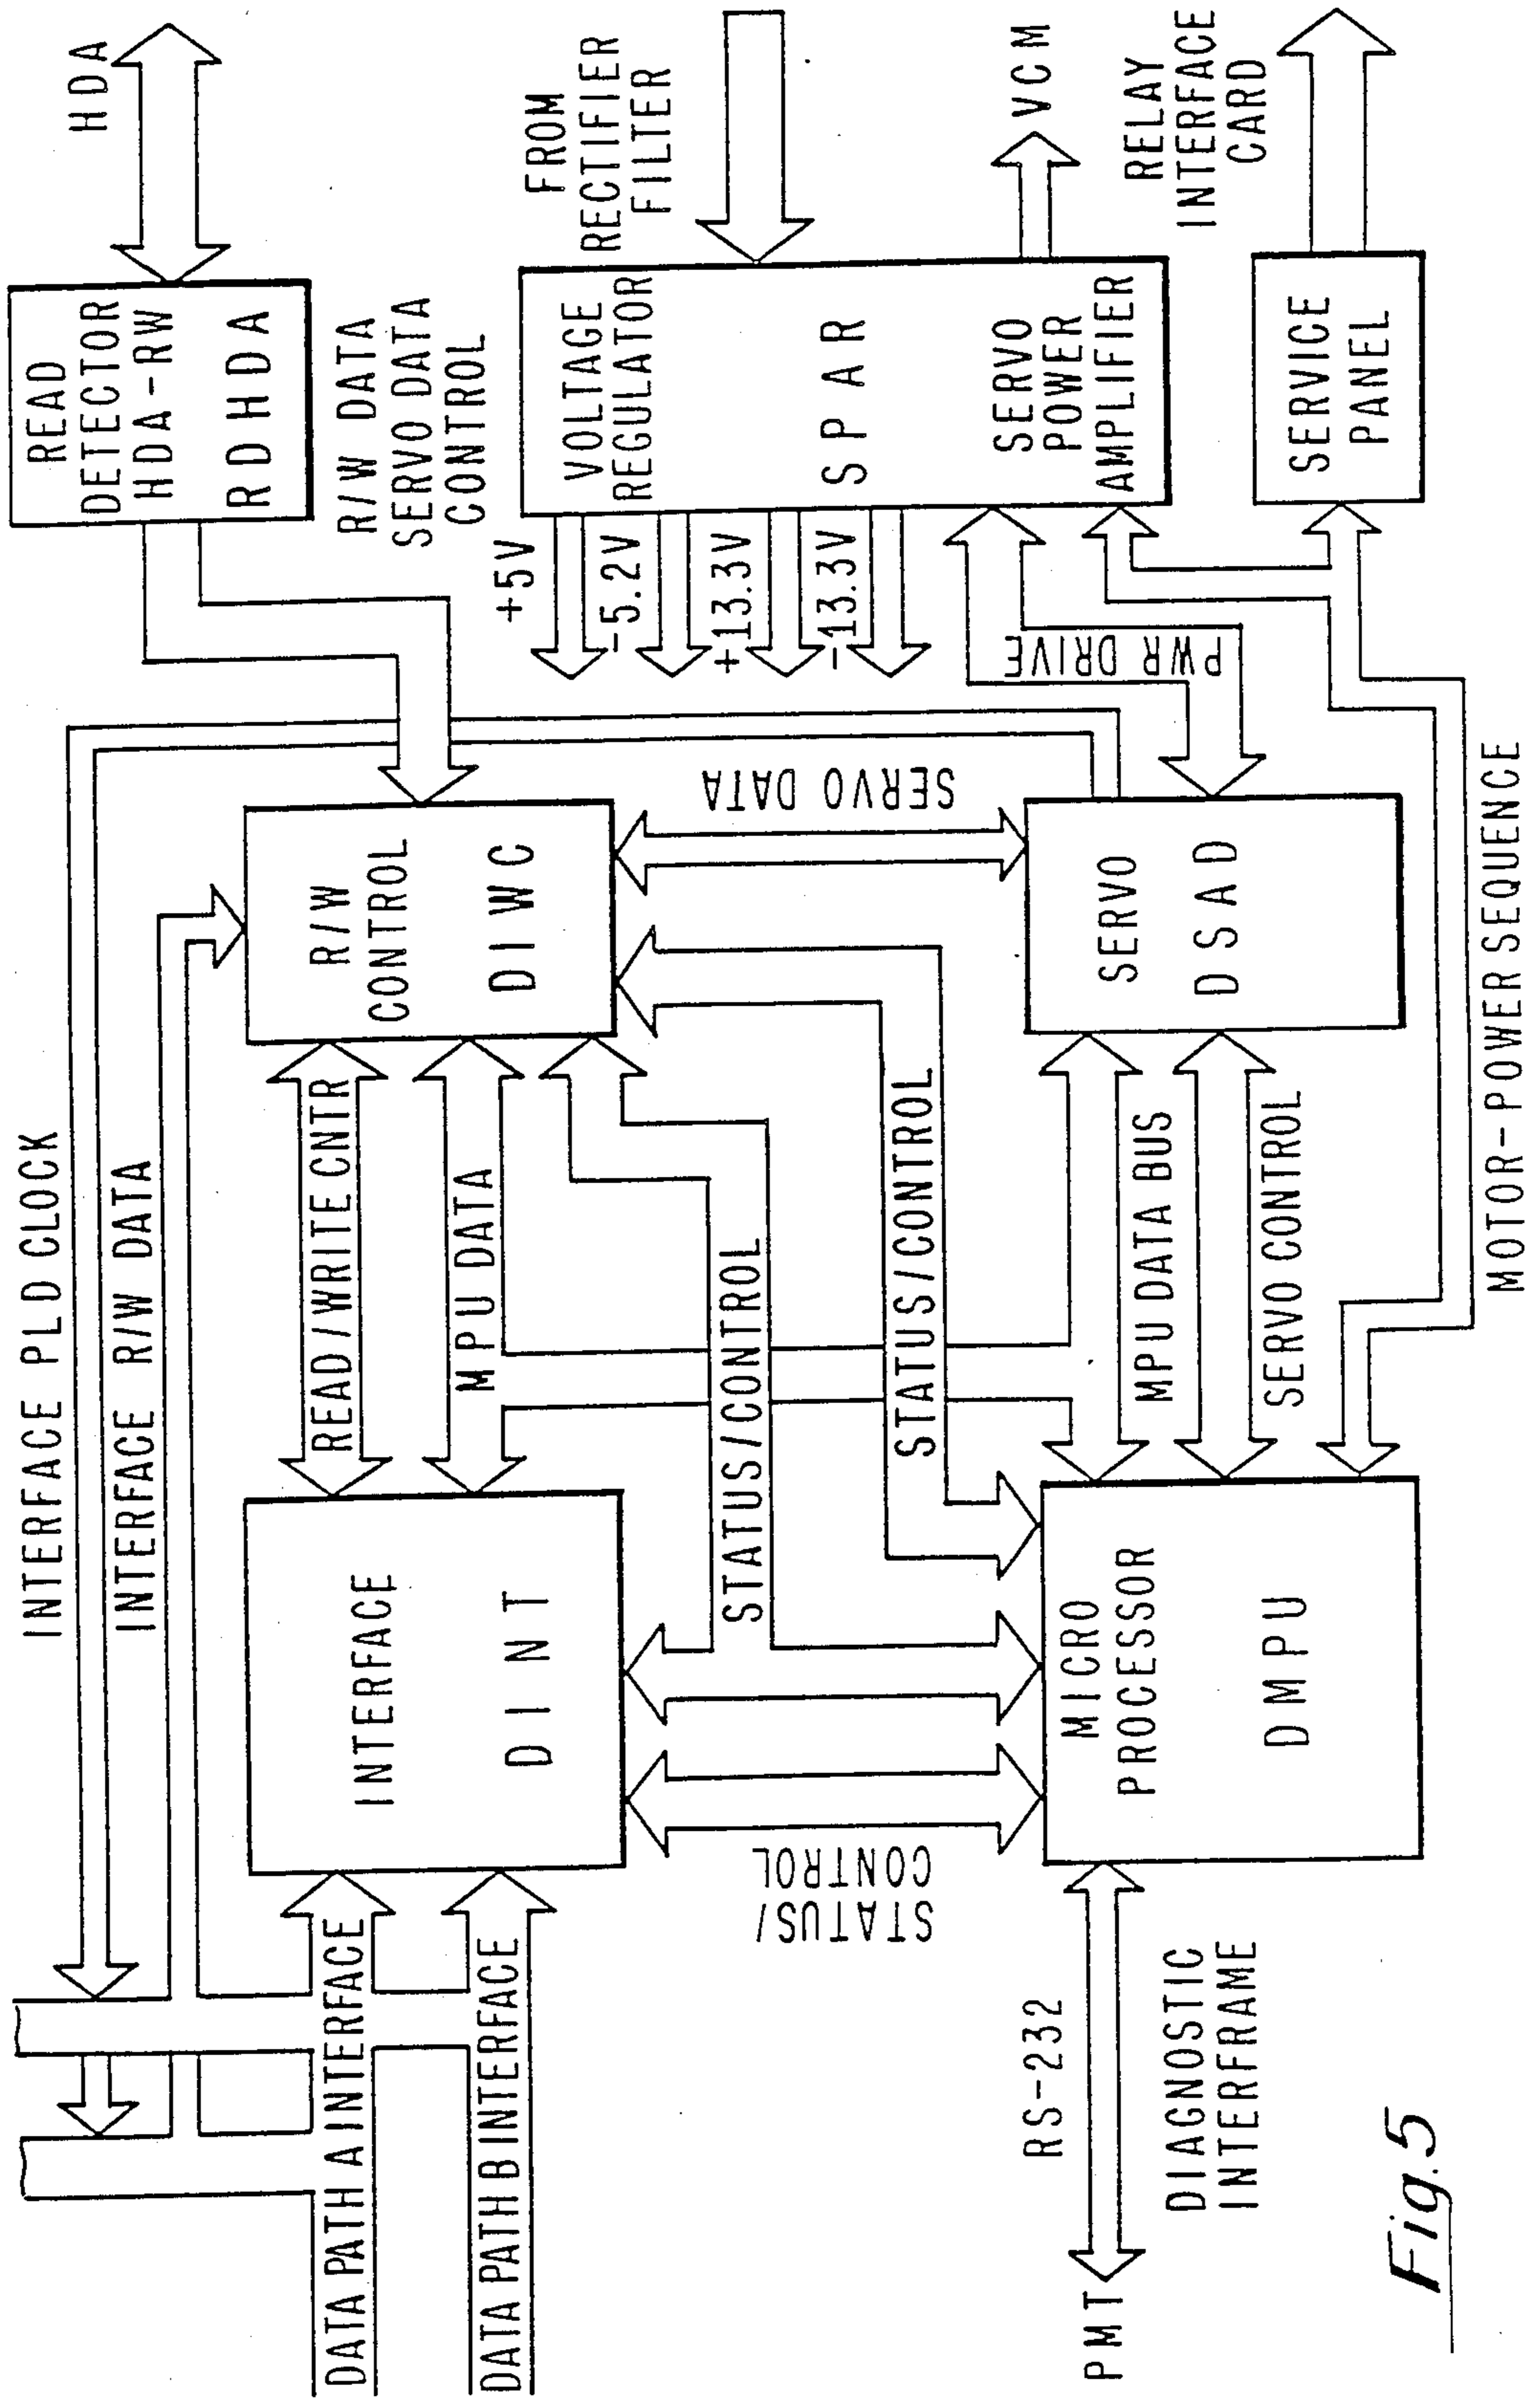 INTERFACE PLD CLOCK
INTERFACE R/W DATA
HDA
READ
DETECTOR
HDA-RW
RDHDA
R/W DATA
SERVO DATA
CONTROL
DATA PATH A INTERFACE
DATA PATH B INTERFACE
INTERFACE
DINT
READ/WRITE CNTR
MPU DATA
R/W
CONTROL
DIWC
+5V
-5.2V
+13.3V
-13.3V
VOLTAGE
REGULATOR
SPAR
SERVO
POWER
AMPLIFIER
FROM
RECTIFIER
FILTER
VCM
STATUS/
CONTROL
STATUS/CONTROL
STATUS/CONTROL
SERVO DATA
PWR DRIVE
PMT
RS-232
DIAGNOSTIC
INTERFRAME
MICRO
PROCESSOR
DMPU
MPU DATA BUS
SERVO CONTROL
SERVO
DSAD
SERVICE
PANEL
RELAY
INTERFACE
CARD
MOTOR-POWER SEQUENCE
Fig.5